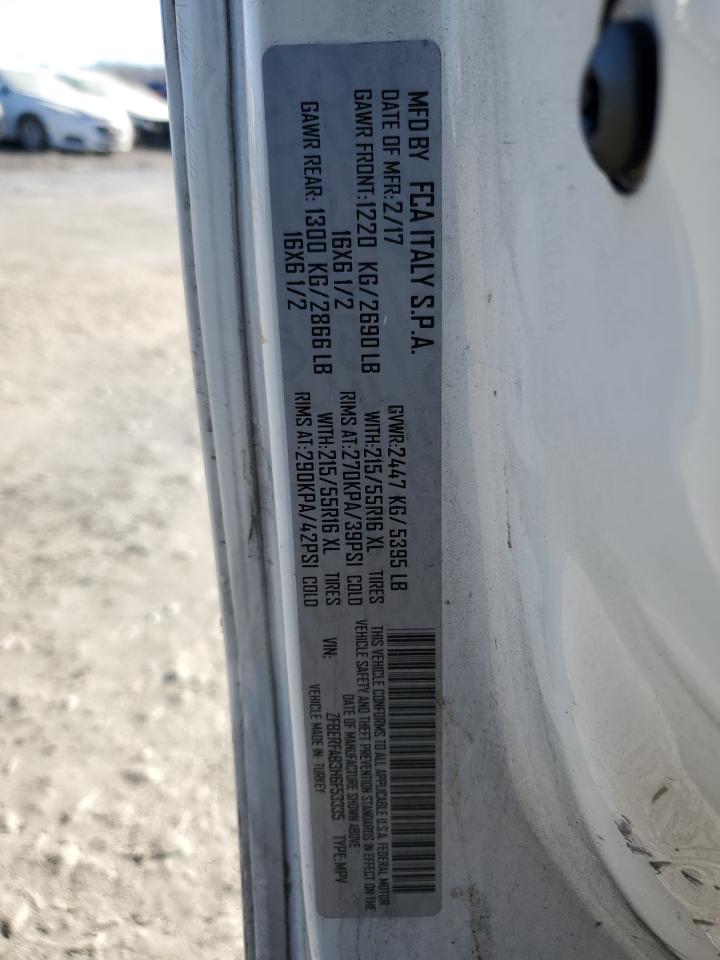 MFD BY FCA ITALY S.P.A.
DATE OF MFR: 2/17 GVWR: 2447 KG/5395 LB
GAWR FRONT: 1220 KG/2690 LB WITH: 215/55R16 XL TIRES
16X6 1/2 RIMS AT: 270KPA/39PSI COLD
GAWR REAR: 1300 KG/2866 LB WITH: 215/55R16 XL TIRES
16X6 1/2 RIMS AT: 290KPA/42PSI COLD
THIS VEHICLE CONFORMS TO ALL APPLICABLE U.S.A. FEDERAL MOTOR
VEHICLE SAFETY AND THEFT PREVENTION STANDARDS IN EFFECT ON THE
DATE OF MANUFACTURE SHOWN ABOVE
VIN: ZFBERFAB3H6F53335 TYPE: MPV
VEHICLE MADE IN: TURKEY